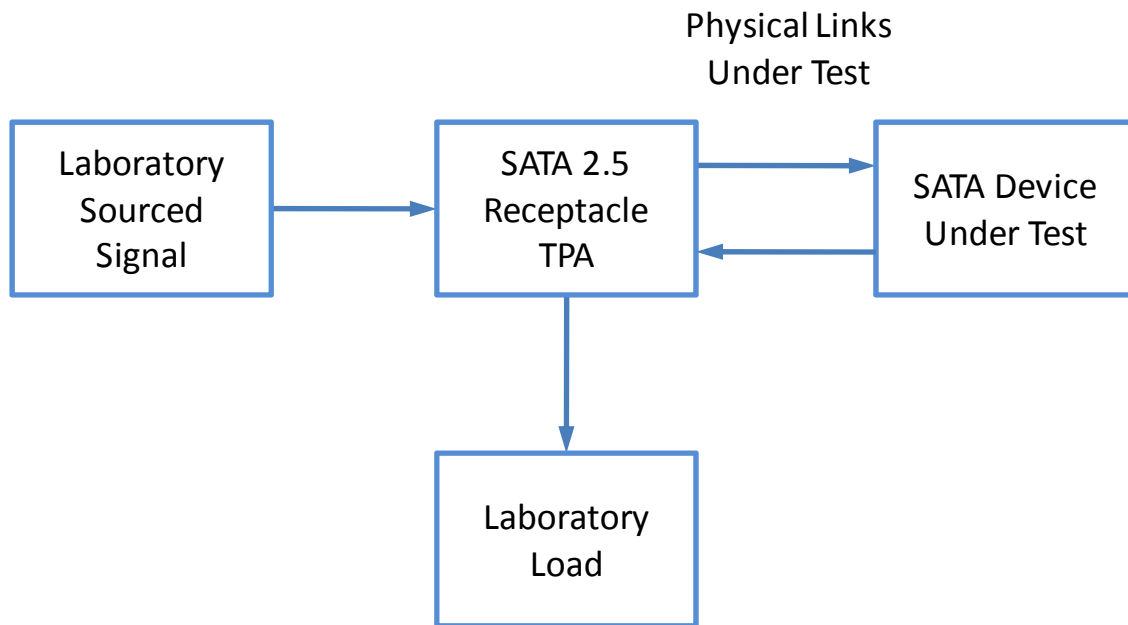 Physical Links
Under Test
Laboratory
Sourced
Signal
SATA 2.5
Receptacle
TPA
SATA Device
Under Test
Laboratory
Load